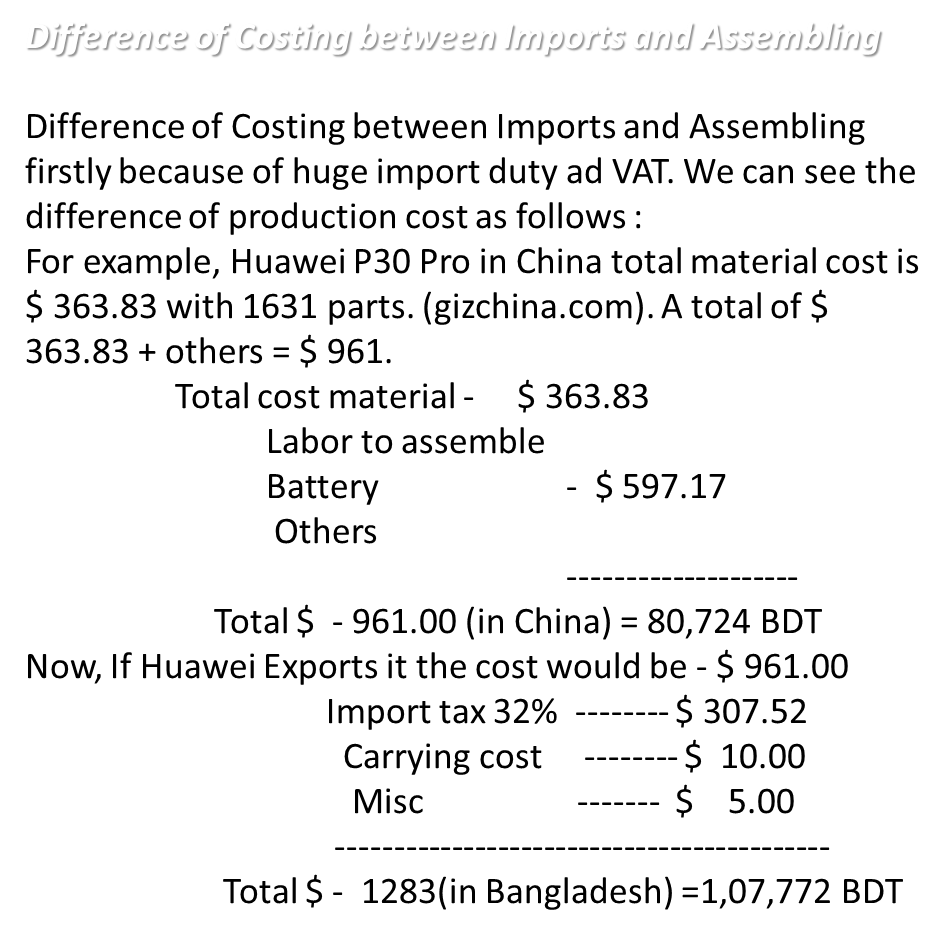 Difference of Costing between Imports and Assembling
Difference of Costing between Imports and Assembling
firstly because of huge import duty ad VAT. We can see the
difference of production cost as follows :
For example, Huawei P30 Pro in China total material cost is
$ 363.83 with 1631 parts. (gizchina.com). A total of $
363.83 + others = $ 961.
Total cost material - $ 363.83
Labor to assemble
Battery - $ 597.17
Others
--------------------
Total $ - 961.00 (in China) = 80,724 BDT
Now, If Huawei Exports it the cost would be - $ 961.00
Import tax 32% -------- $ 307.52
Carrying cost -------- $ 10.00
Misc ------- $ 5.00
------------------------------------------
Total $ - 1283(in Bangladesh) =1,07,772 BDT